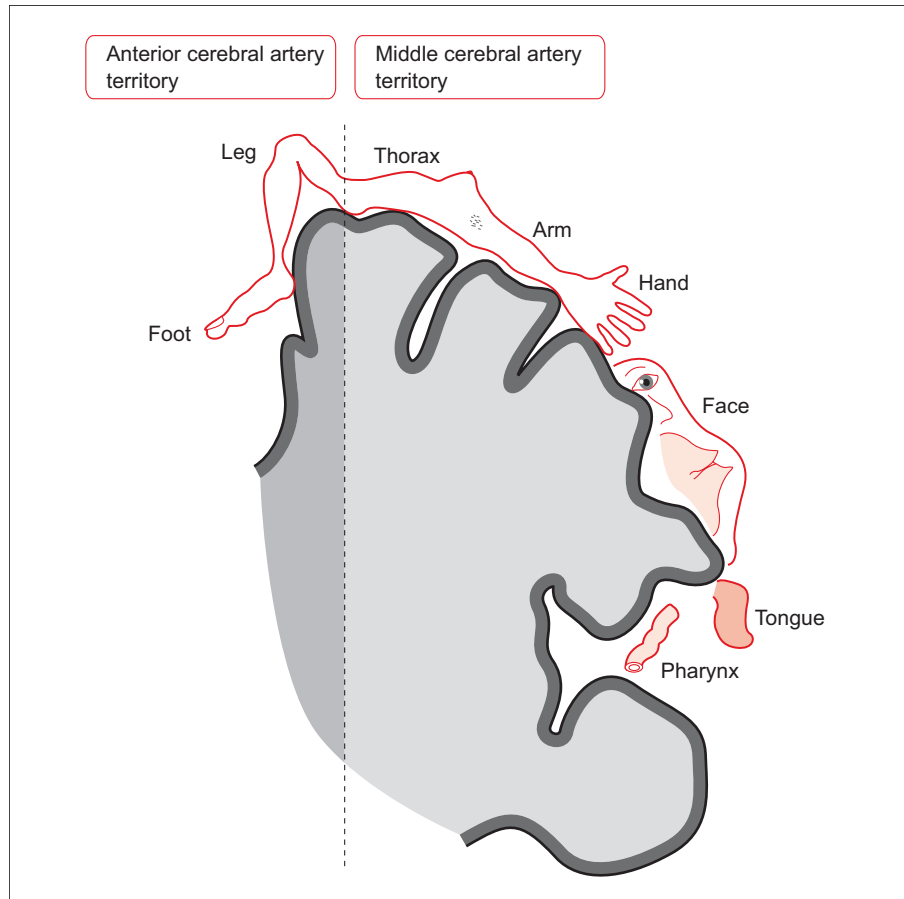 Anterior cerebral artery
territory
Middle cerebral artery
territory
Leg
Thorax
Arm
Hand
Foot
Face
Tongue
Pharynx